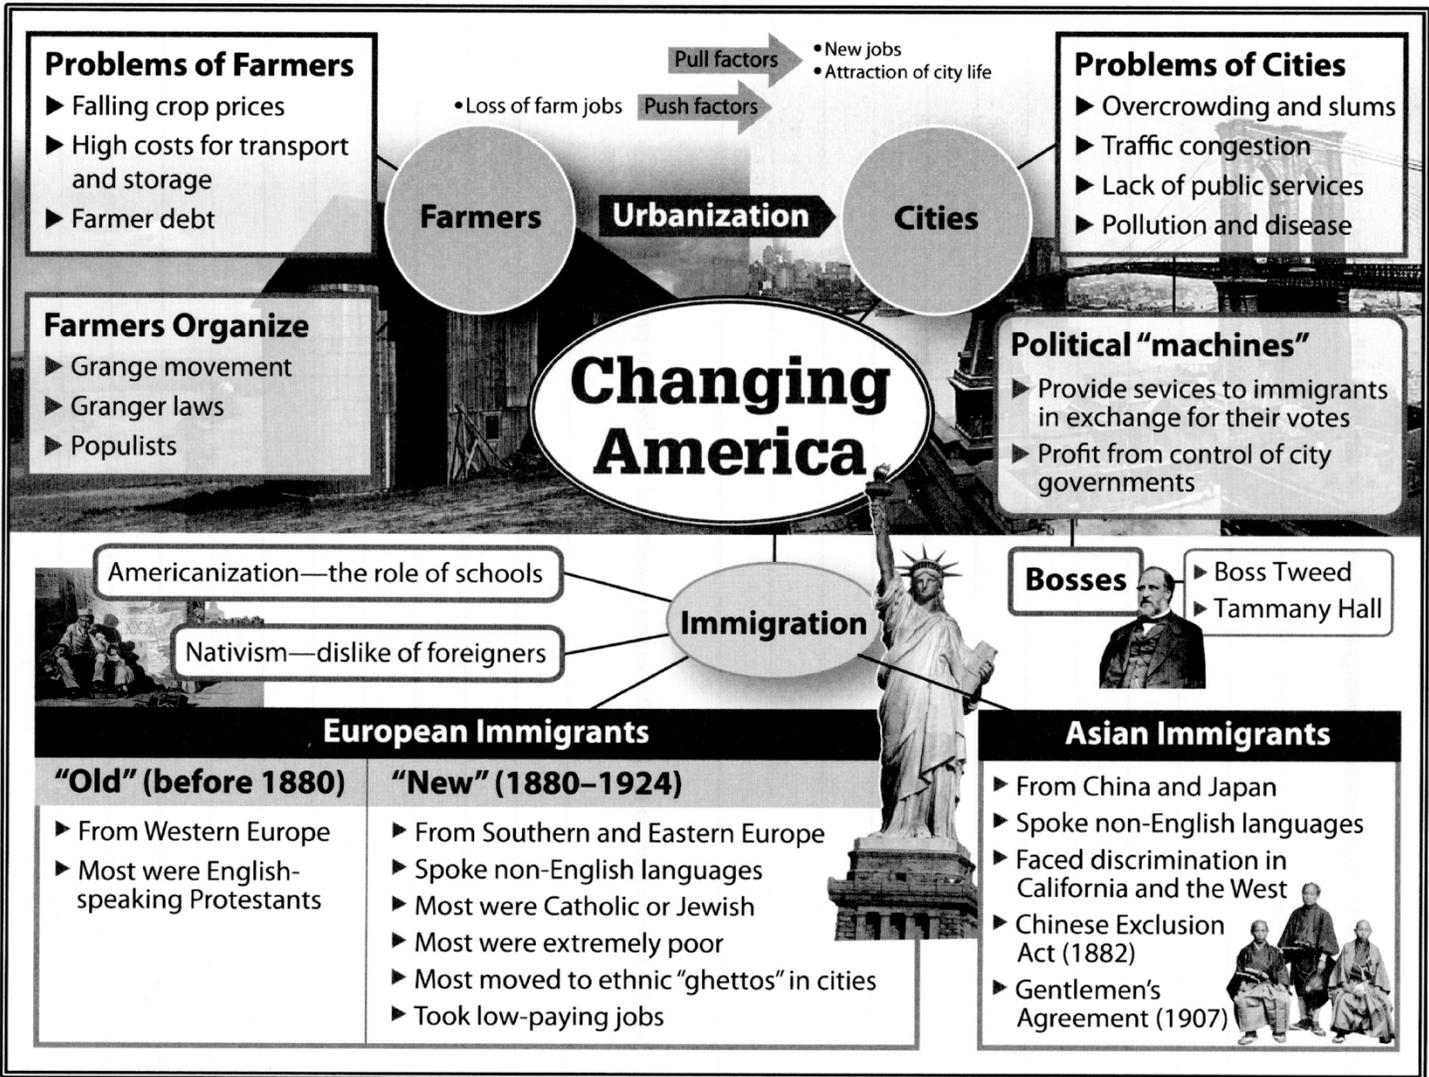 Problems of Farmers
▶ Falling crop prices
▶ High costs for transport
and storage
▶ Farmer debt
Pull factors
• New jobs
• Attraction of city life
• Loss of farm jobs
Push factors
Problems of Cities
▶ Overcrowding and slums
▶ Traffic congestion
▶ Lack of public services
▶ Pollution and disease
Farmers
Urbanization
Cities
Farmers Organize
▶ Grange movement
▶ Granger laws
▶ Populists
Changing
America
Political “machines”
▶ Provide sevices to immigrants
in exchange for their votes
▶ Profit from control of city
governments
Americanization—the role of schools
Nativism—dislike of foreigners
Immigration
Bosses
▶ Boss Tweed
▶ Tammany Hall
European Immigrants
“Old” (before 1880)
▶ From Western Europe
▶ Most were English-
speaking Protestants
“New” (1880–1924)
▶ From Southern and Eastern Europe
▶ Spoke non-English languages
▶ Most were Catholic or Jewish
▶ Most were extremely poor
▶ Most moved to ethnic “ghettos” in cities
▶ Took low-paying jobs
Asian Immigrants
▶ From China and Japan
▶ Spoke non-English languages
▶ Faced discrimination in
California and the West
▶ Chinese Exclusion
Act (1882)
▶ Gentlemen’s
Agreement (1907)